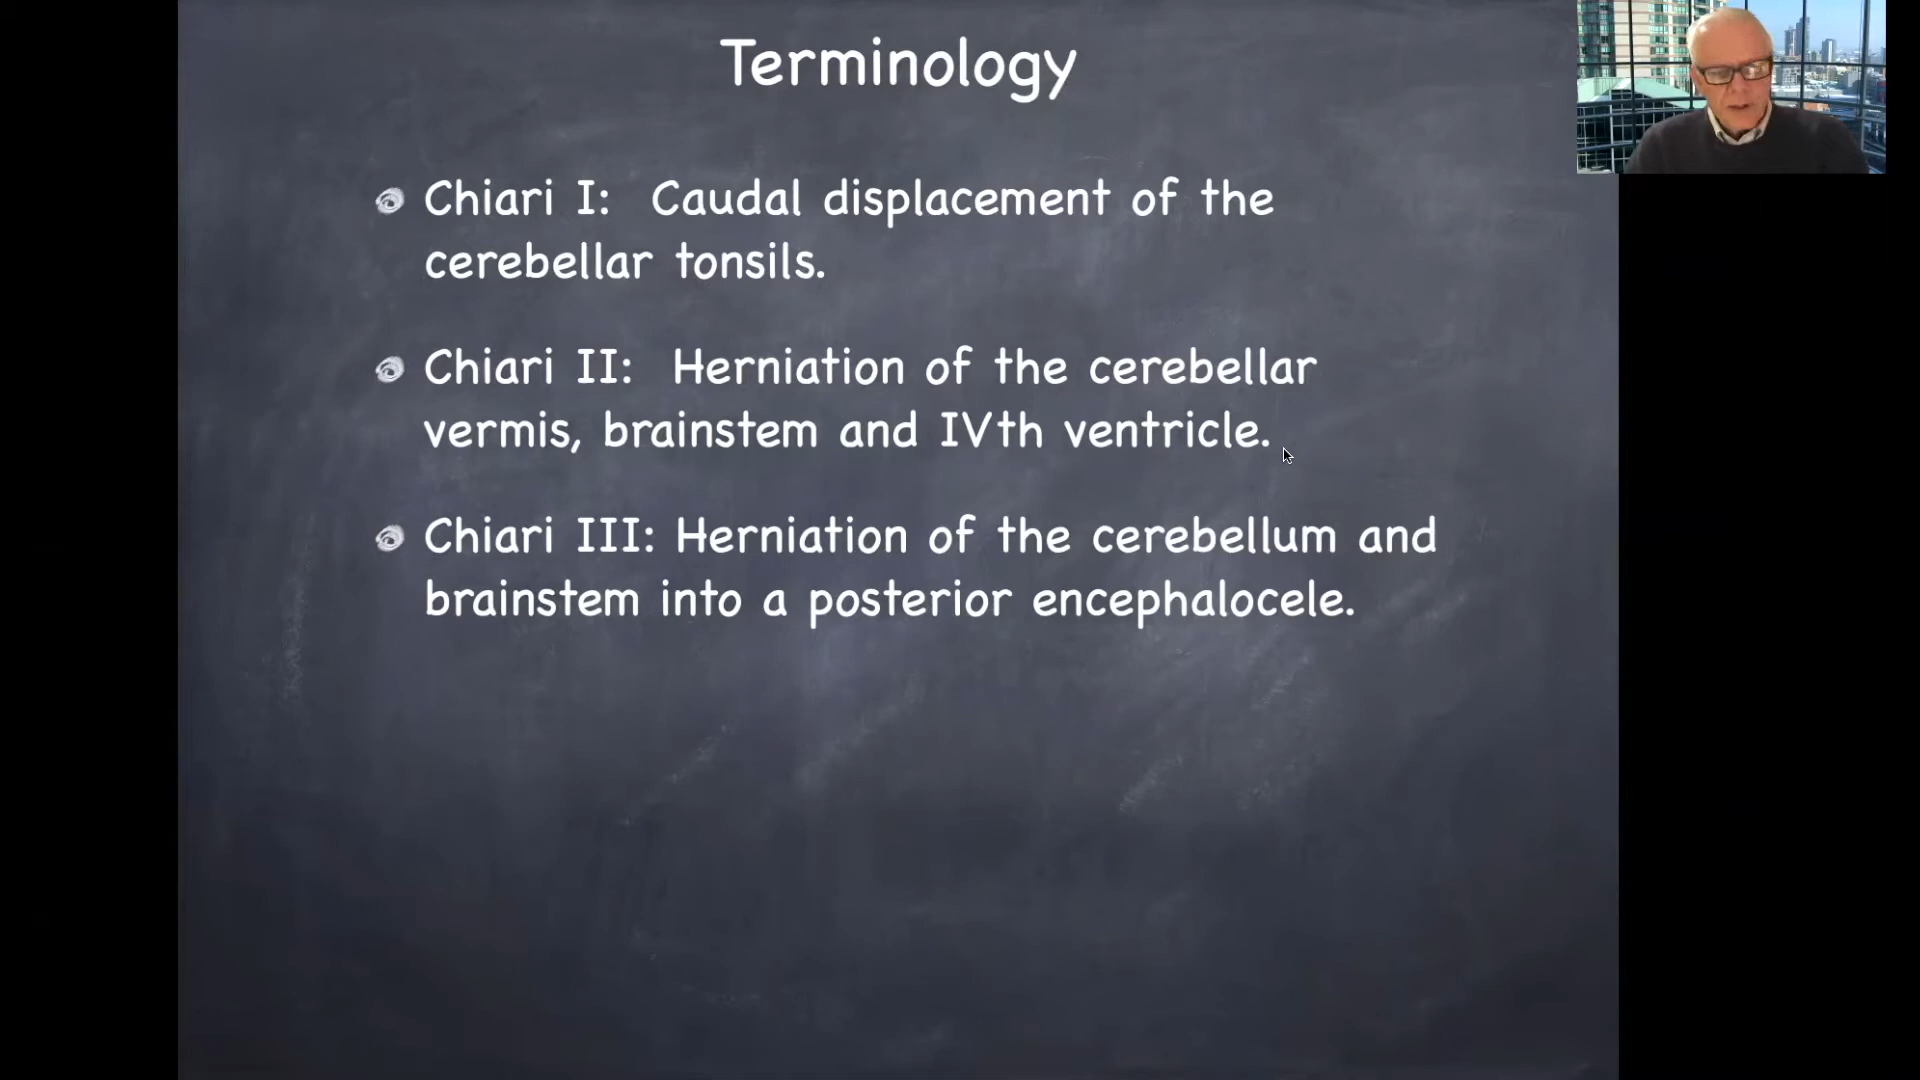 Terminology
Chiari I: Caudal displacement of the
cerebellar tonsils.
Chiari II: Herniation of the cerebellar
vermis, brainstem and IVth ventricle.
Chiari III: Herniation of the cerebellum and
brainstem into a posterior encephalocele.